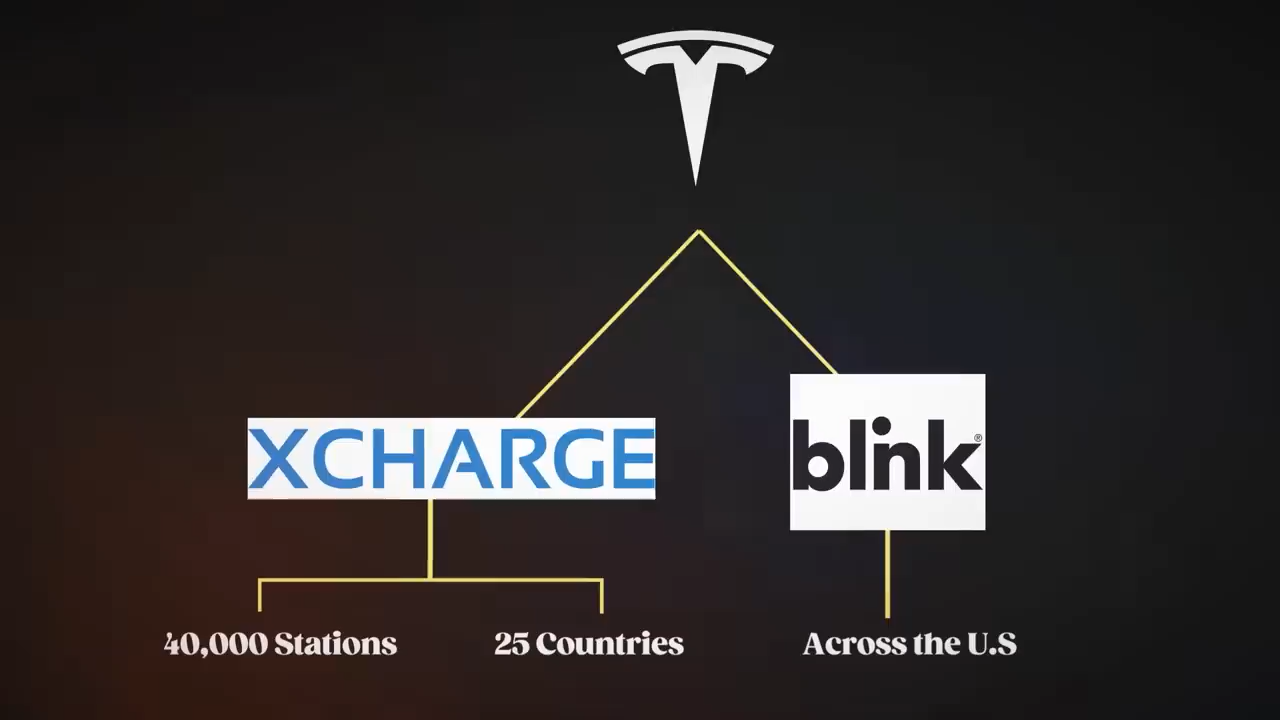 XCHARGE
blink®
40,000 Stations
25 Countries
Across the U.S